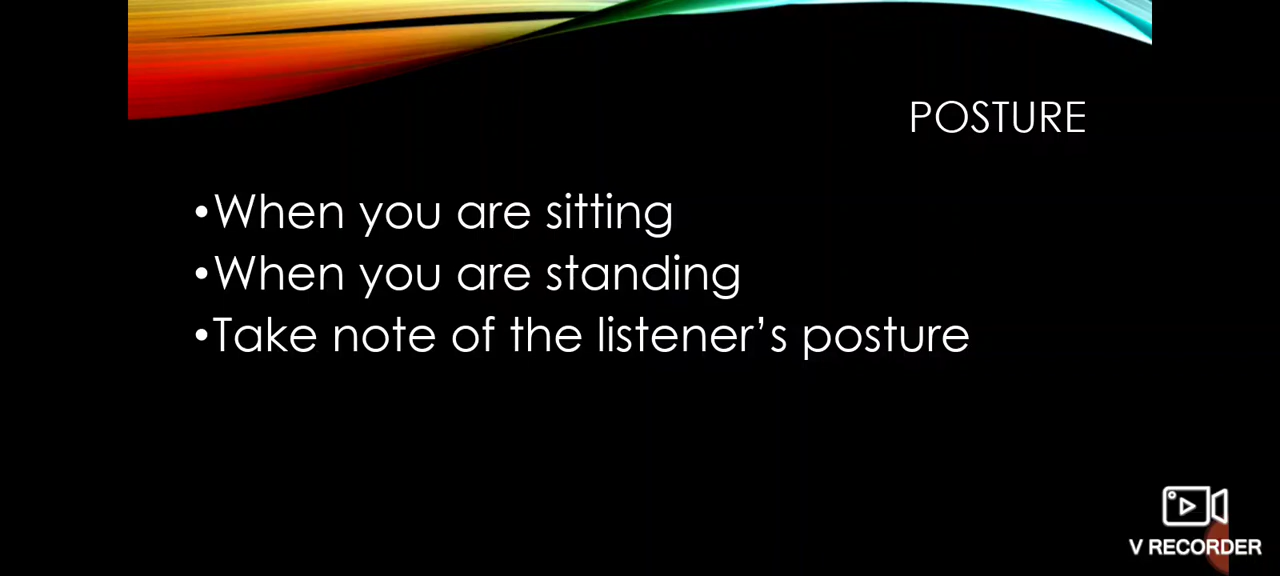 POSTURE
•When you are sitting
•When you are standing
•Take note of the listener’s posture
V RECORDER